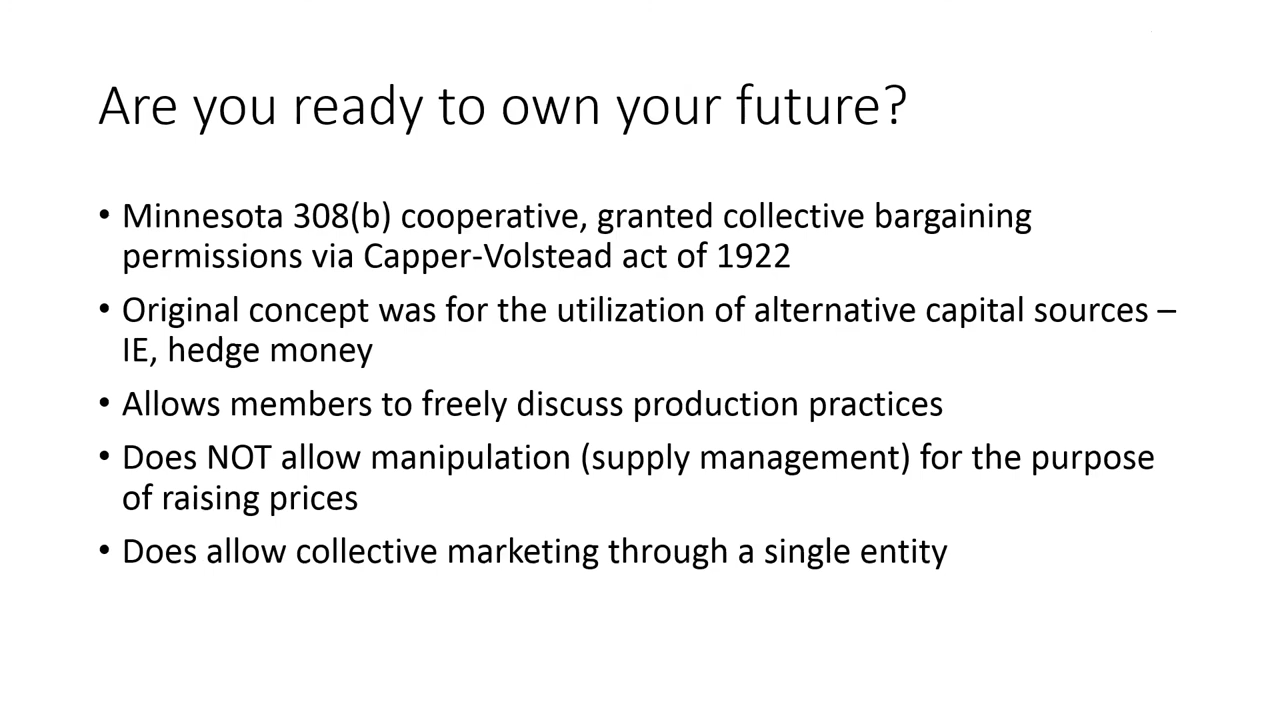 Are you ready to own your future?
• Minnesota 308(b) cooperative, granted collective bargaining
permissions via Capper-Volstead act of 1922
• Original concept was for the utilization of alternative capital sources –
IE, hedge money
• Allows members to freely discuss production practices
• Does NOT allow manipulation (supply management) for the purpose
of raising prices
• Does allow collective marketing through a single entity